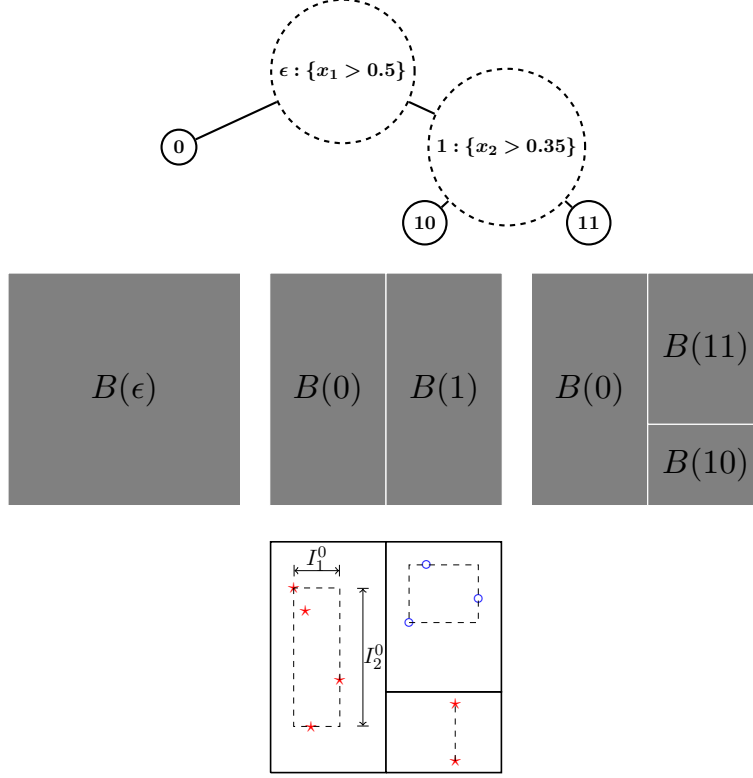 ϵ : {x₁ > 0.5}
0
1 : {x₂ > 0.35}
10
11
B(ϵ)
B(0)
B(1)
B(0)
B(11)
B(10)
I₁⁰
I₂⁰